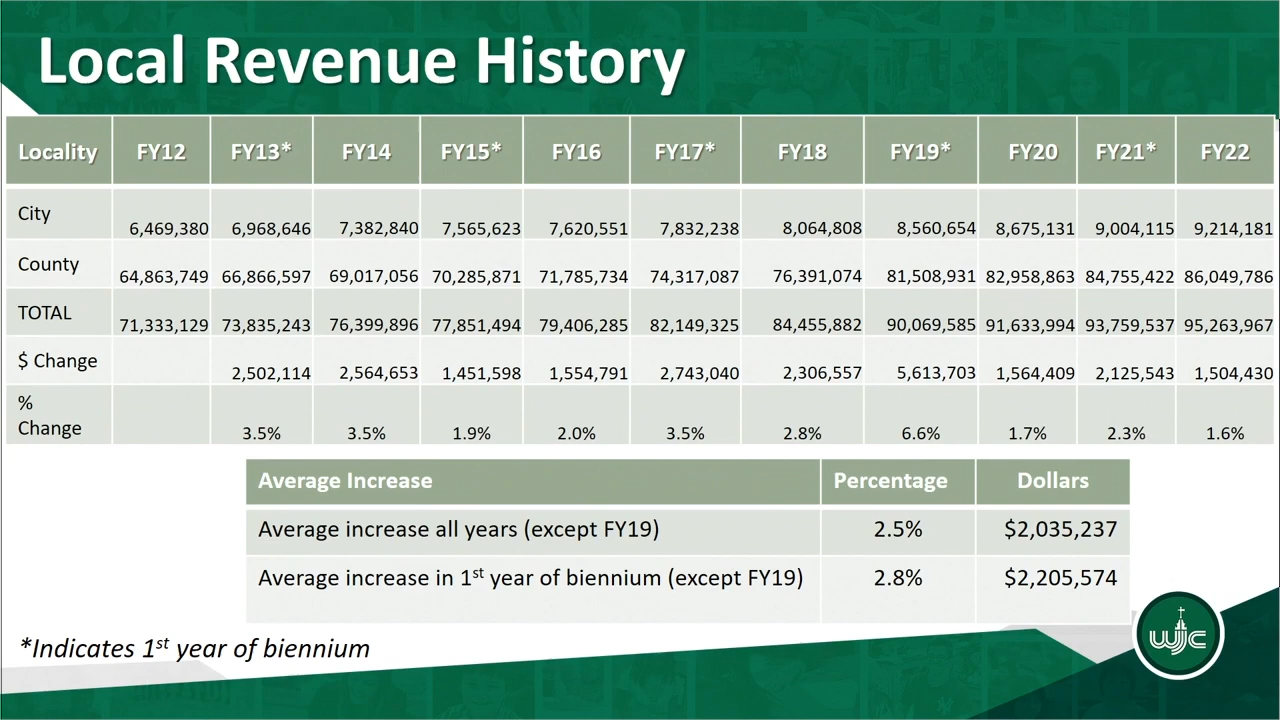 Local Revenue History
Locality FY12 FY13* FY14 FY15* FY16 FY17* FY18 FY19* FY20 FY21* FY22
City 6,469,380 6,968,646 7,382,840 7,565,623 7,620,551 7,832,238 8,064,808 8,560,654 8,675,131 9,004,115 9,214,181
County 64,863,749 66,866,597 69,017,056 70,285,871 71,785,734 74,317,087 76,391,074 81,508,931 82,958,863 84,755,422 86,049,786
TOTAL 71,333,129 73,835,243 76,399,896 77,851,494 79,406,285 82,149,325 84,455,882 90,069,585 91,633,994 93,759,537 95,263,967
$ Change 2,502,114 2,564,653 1,451,598 1,554,791 2,743,040 2,306,557 5,613,703 1,564,409 2,125,543 1,504,430
%
Change 3.5% 3.5% 1.9% 2.0% 3.5% 2.8% 6.6% 1.7% 2.3% 1.6%
Average Increase Percentage Dollars
Average increase all years (except FY19) 2.5% $2,035,237
Average increase in 1st year of biennium (except FY19) 2.8% $2,205,574
*Indicates 1st year of biennium
WJC